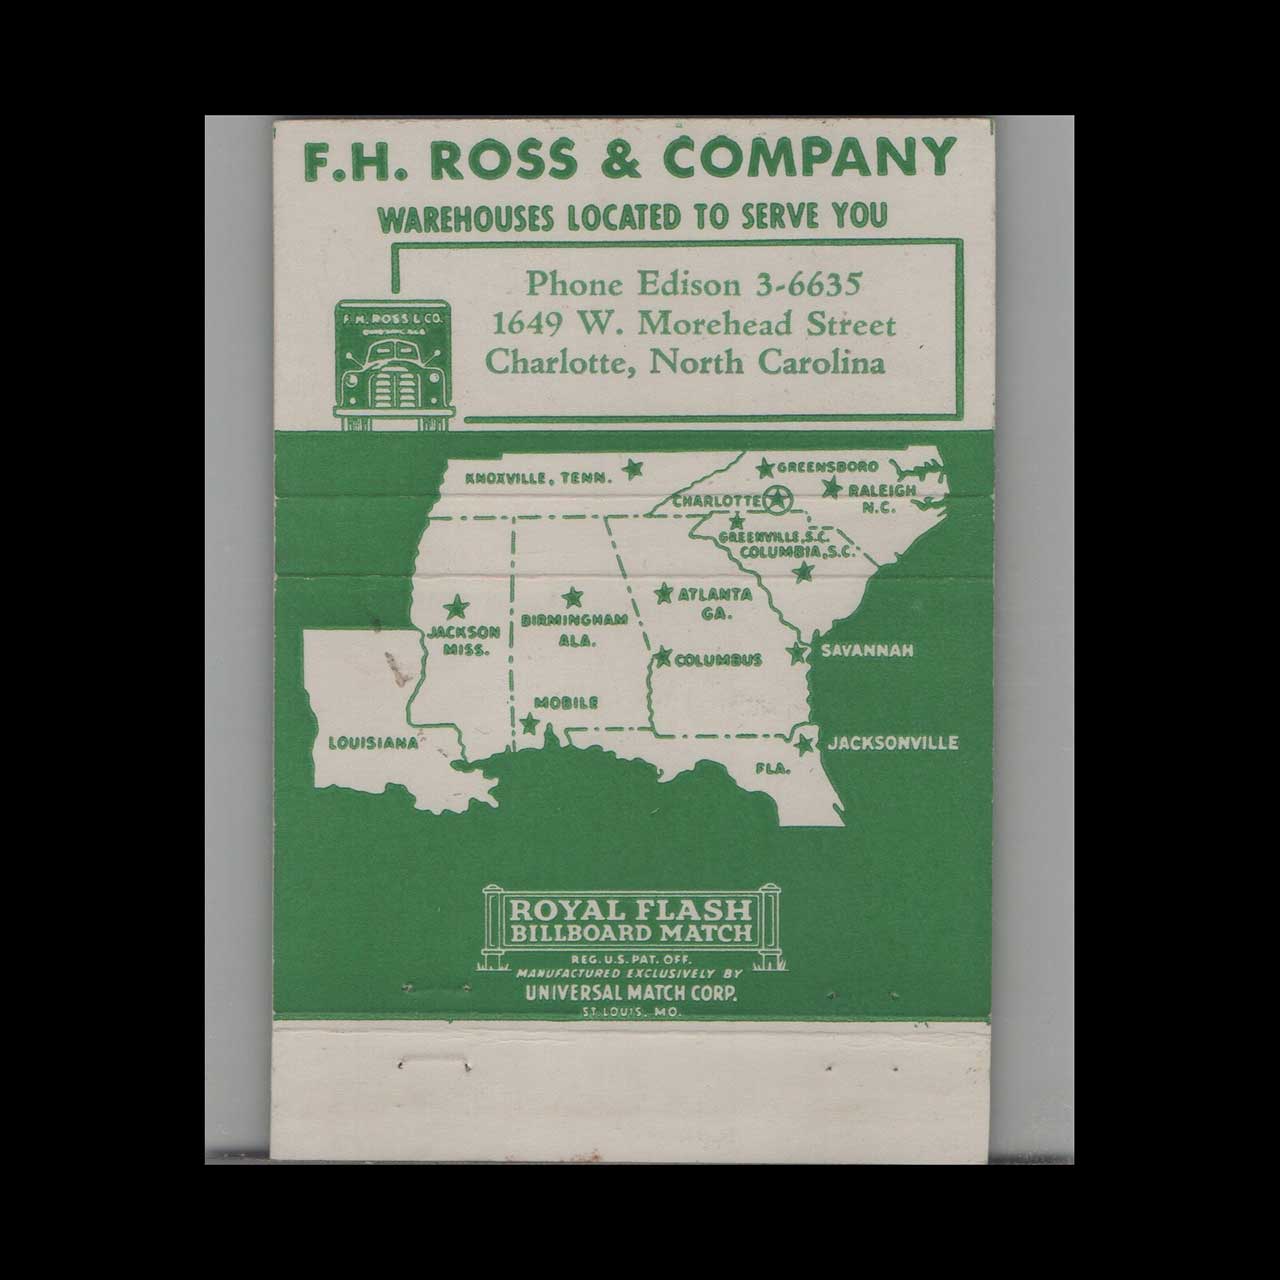 F.H. ROSS & COMPANY
WAREHOUSES LOCATED TO SERVE YOU
Phone Edison 3-6635
1649 W. Morehead Street
Charlotte, North Carolina
F.H. ROSS & CO.
KNOXVILLE, TENN.
GREENSBORO
CHARLOTTE
RALEIGH
N.C.
GREENVILLE, S.C.
COLUMBIA, S.C.
ATLANTA
GA.
BIRMINGHAM
ALA.
JACKSON
MISS.
COLUMBUS
SAVANNAH
MOBILE
LOUISIANA
JACKSONVILLE
FLA.
ROYAL FLASH
BILLBOARD MATCH
REG. U.S. PAT. OFF.
MANUFACTURED EXCLUSIVELY BY
UNIVERSAL MATCH CORP.
ST. LOUIS, MO.